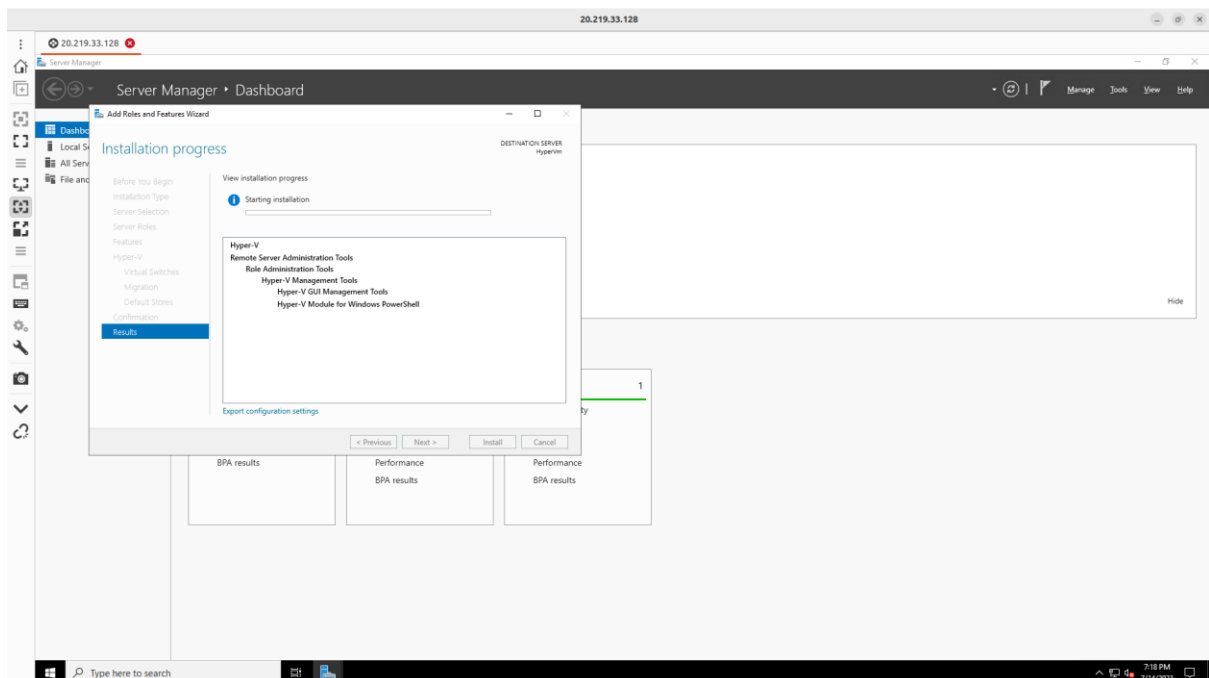 20.219.33.128
20.219.33.128
Server Manager
Server Manager • Dashboard
Manage Tools View Help
Add Roles and Features Wizard
Dashbo
Local S
All Serv
File and
Installation progress
DESTINATION SERVER
HyperVm
Before You Begin
Installation Type
Server Selection
Server Roles
Features
Hyper-V
Virtual Switches
Migration
Default Stores
Confirmation
Results
View installation progress
Starting installation
Hyper-V
Remote Server Administration Tools
Role Administration Tools
Hyper-V Management Tools
Hyper-V GUI Management Tools
Hyper-V Module for Windows PowerShell
Export configuration settings
< Previous Next > Install Cancel
Hide
1
ty
BPA results
Performance
BPA results
Performance
BPA results
Type here to search
7:18 PM